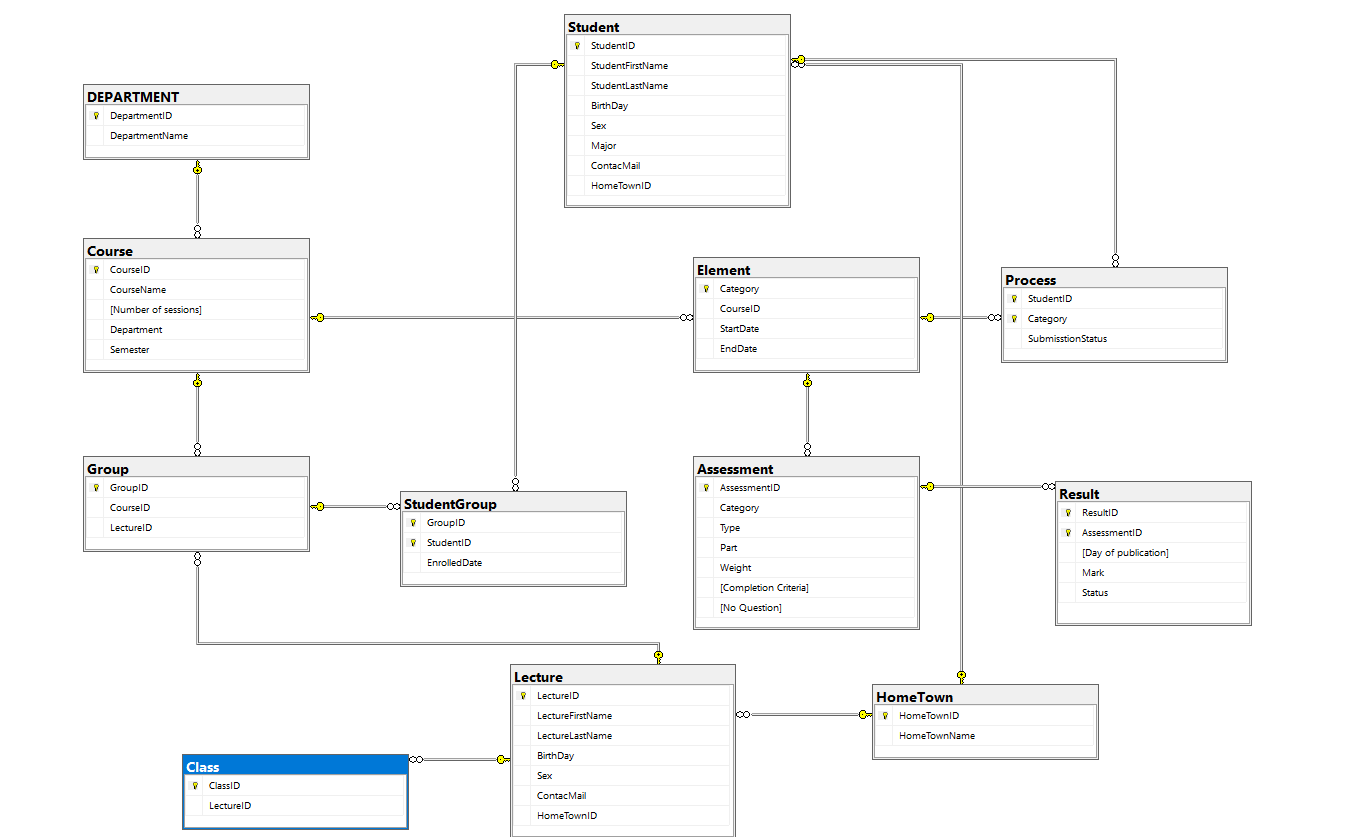 Student
StudentID
StudentFirstName
StudentLastName
BirthDay
Sex
Major
ContacMail
HomeTownID
DEPARTMENT
DepartmentID
DepartmentName
Course
CourseID
CourseName
[Number of sessions]
Department
Semester
Element
Category
CourseID
StartDate
EndDate
Process
StudentID
Category
SubmisstionStatus
Group
GroupID
CourseID
LectureID
StudentGroup
GroupID
StudentID
EnrolledDate
Assessment
AssessmentID
Category
Type
Part
Weight
[Completion Criteria]
[No Question]
Result
ResultID
AssessmentID
[Day of publication]
Mark
Status
Lecture
LectureID
LectureFirstName
LectureLastName
BirthDay
Sex
ContacMail
HomeTownID
HomeTown
HomeTownID
HomeTownName
Class
ClassID
LectureID